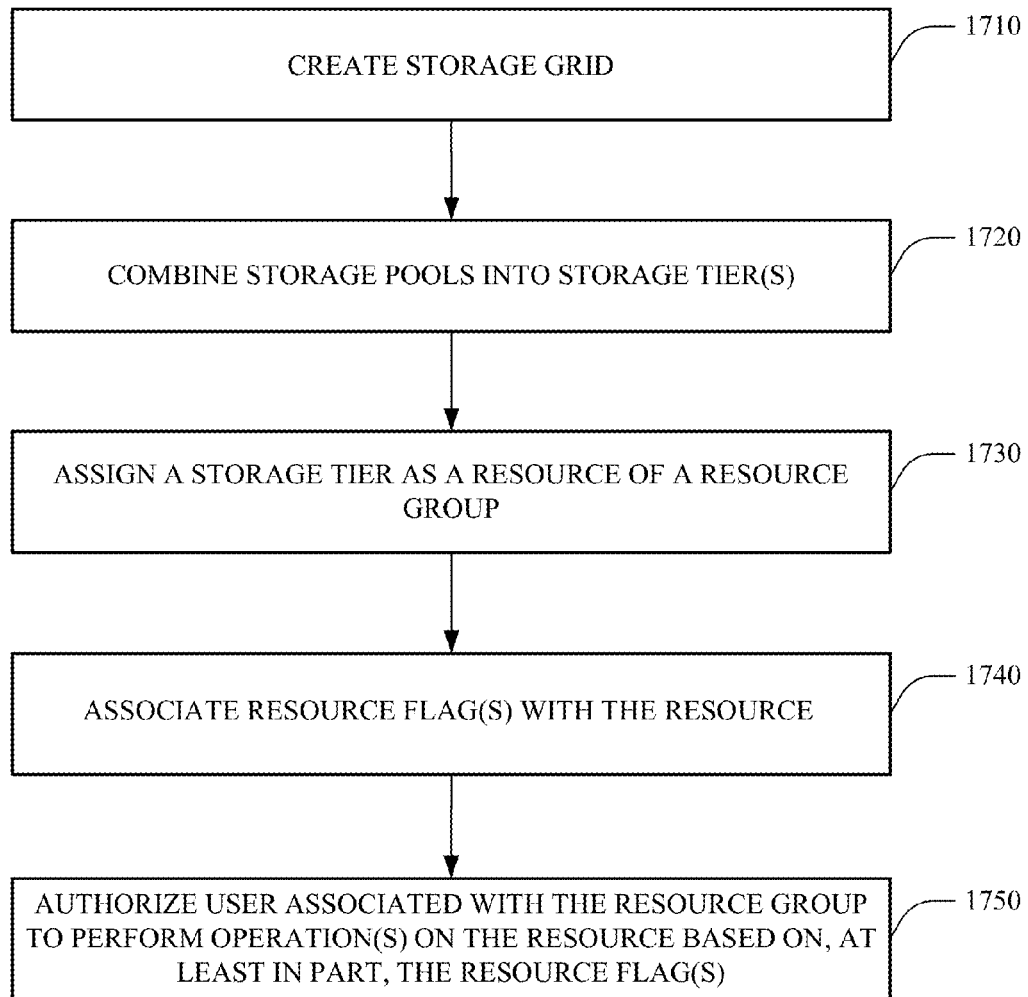 CREATE STORAGE GRID
1710
COMBINE STORAGE POOLS INTO STORAGE TIER(S)
1720
ASSIGN A STORAGE TIER AS A RESOURCE OF A RESOURCE
GROUP
1730
ASSOCIATE RESOURCE FLAG(S) WITH THE RESOURCE
1740
AUTHORIZE USER ASSOCIATED WITH THE RESOURCE GROUP
TO PERFORM OPERATION(S) ON THE RESOURCE BASED ON, AT
LEAST IN PART, THE RESOURCE FLAG(S)
1750